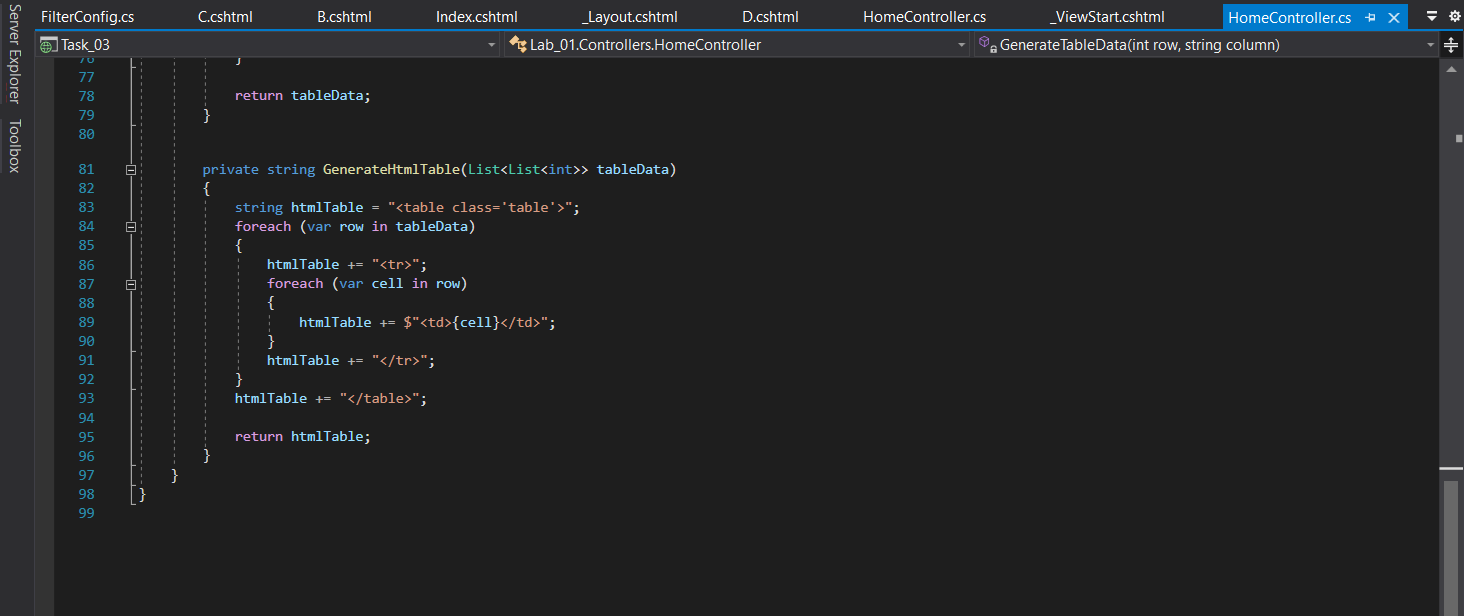 Server Explorer
Toolbox
FilterConfig.cs C.cshtml B.cshtml Index.cshtml _Layout.cshtml D.cshtml HomeController.cs _ViewStart.cshtml HomeController.cs
Task_03 Lab_01.Controllers.HomeController GenerateTableData(int row, string column)
76 }
77
78 return tableData;
79 }
80
81 private string GenerateHtmlTable(List<List<int>> tableData)
82 {
83 string htmlTable = "<table class='table'>";
84 foreach (var row in tableData)
85 {
86 htmlTable += "<tr>";
87 foreach (var cell in row)
88 {
89 htmlTable += $"<td>{cell}</td>";
90 }
91 htmlTable += "</tr>";
92 }
93 htmlTable += "</table>";
94
95 return htmlTable;
96 }
97 }
98 }
99